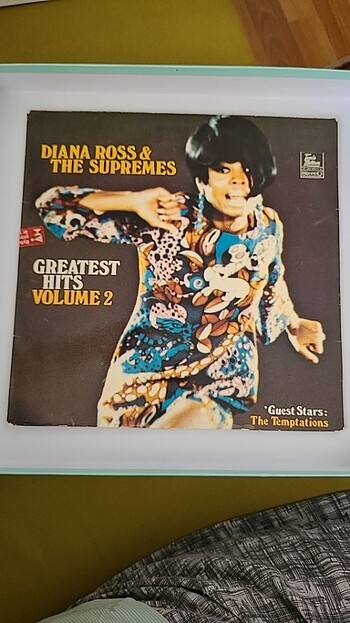 DIANA ROSS &
THE SUPREMES
GREATEST
HITS
VOLUME 2
*Guest Stars:
The Temptations